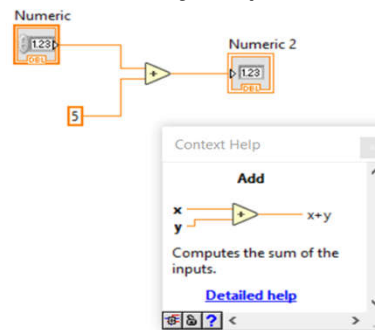 Numeric
1.23
DBL
Numeric 2
1.23
DBL
+
5
Context Help
Add
x
y
+
x+y
Computes the sum of the
inputs.
Detailed help
?